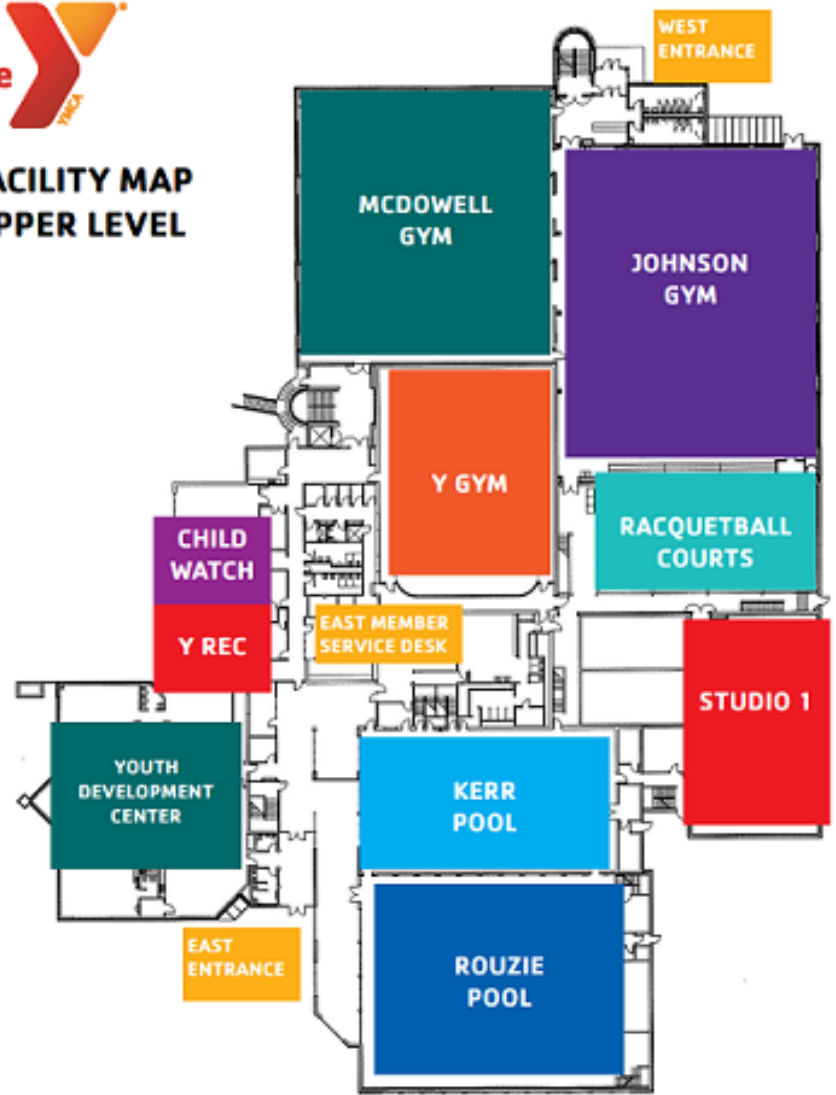 e
YMCA
ACILITY MAP
PPER LEVEL
WEST
ENTRANCE
MCDOWELL
GYM
JOHNSON
GYM
Y GYM
RACQUETBALL
COURTS
CHILD
WATCH
Y REC
EAST MEMBER
SERVICE DESK
STUDIO 1
YOUTH
DEVELOPMENT
CENTER
KERR
POOL
EAST
ENTRANCE
ROUZIE
POOL